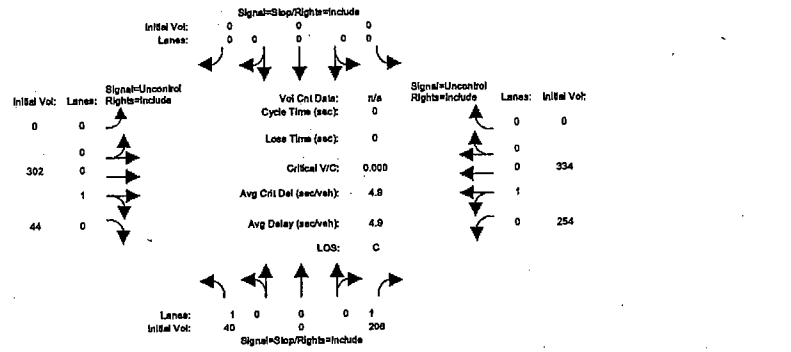 Signal=Stop/Rights=Include
Initial Vol: 0 0 0
Lanes: 0 0 0 0 0
Signal=Uncontrol
Initial Vol: Lanes: Rights=Include
0 0
0
302 0
1
44 0
Vol Cnt Data: n/a
Cycle Time (sec): 0
Loss Time (sec): 0
Critical V/C: 0.000
Avg Crit Del (sec/veh): 4.9
Avg Delay (sec/veh): 4.9
LOS: C
Signal=Uncontrol
Rights=Include Lanes: Initial Vol:
0 0
0
0 334
1
0 254
Lanes: 1 0 0 0 1
Initial Vol: 40 0 206
Signal=Stop/Rights=Include